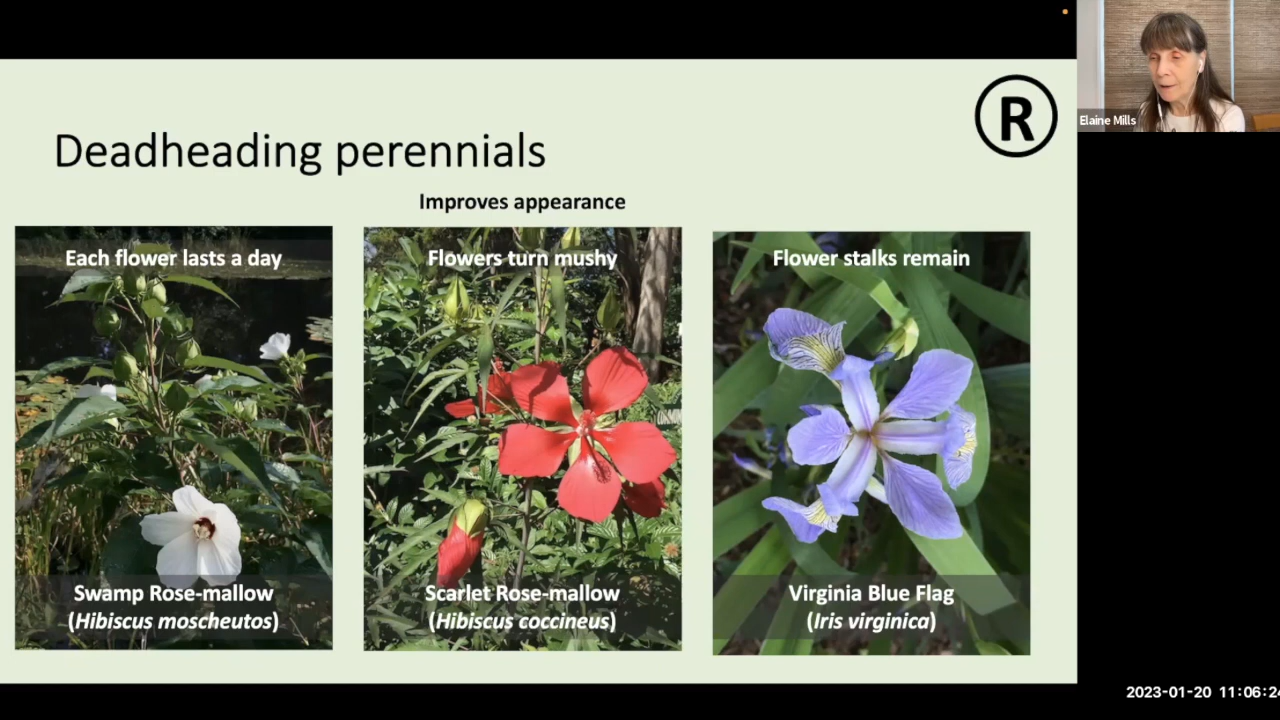 ®
Deadheading perennials
Elaine Mills
Improves appearance
Each flower lasts a day
Flowers turn mushy
Flower stalks remain
Swamp Rose-mallow
(Hibiscus moscheutos)
Scarlet Rose-mallow
(Hibiscus coccineus)
Virginia Blue Flag
(Iris virginica)
2023-01-20 11:06:24